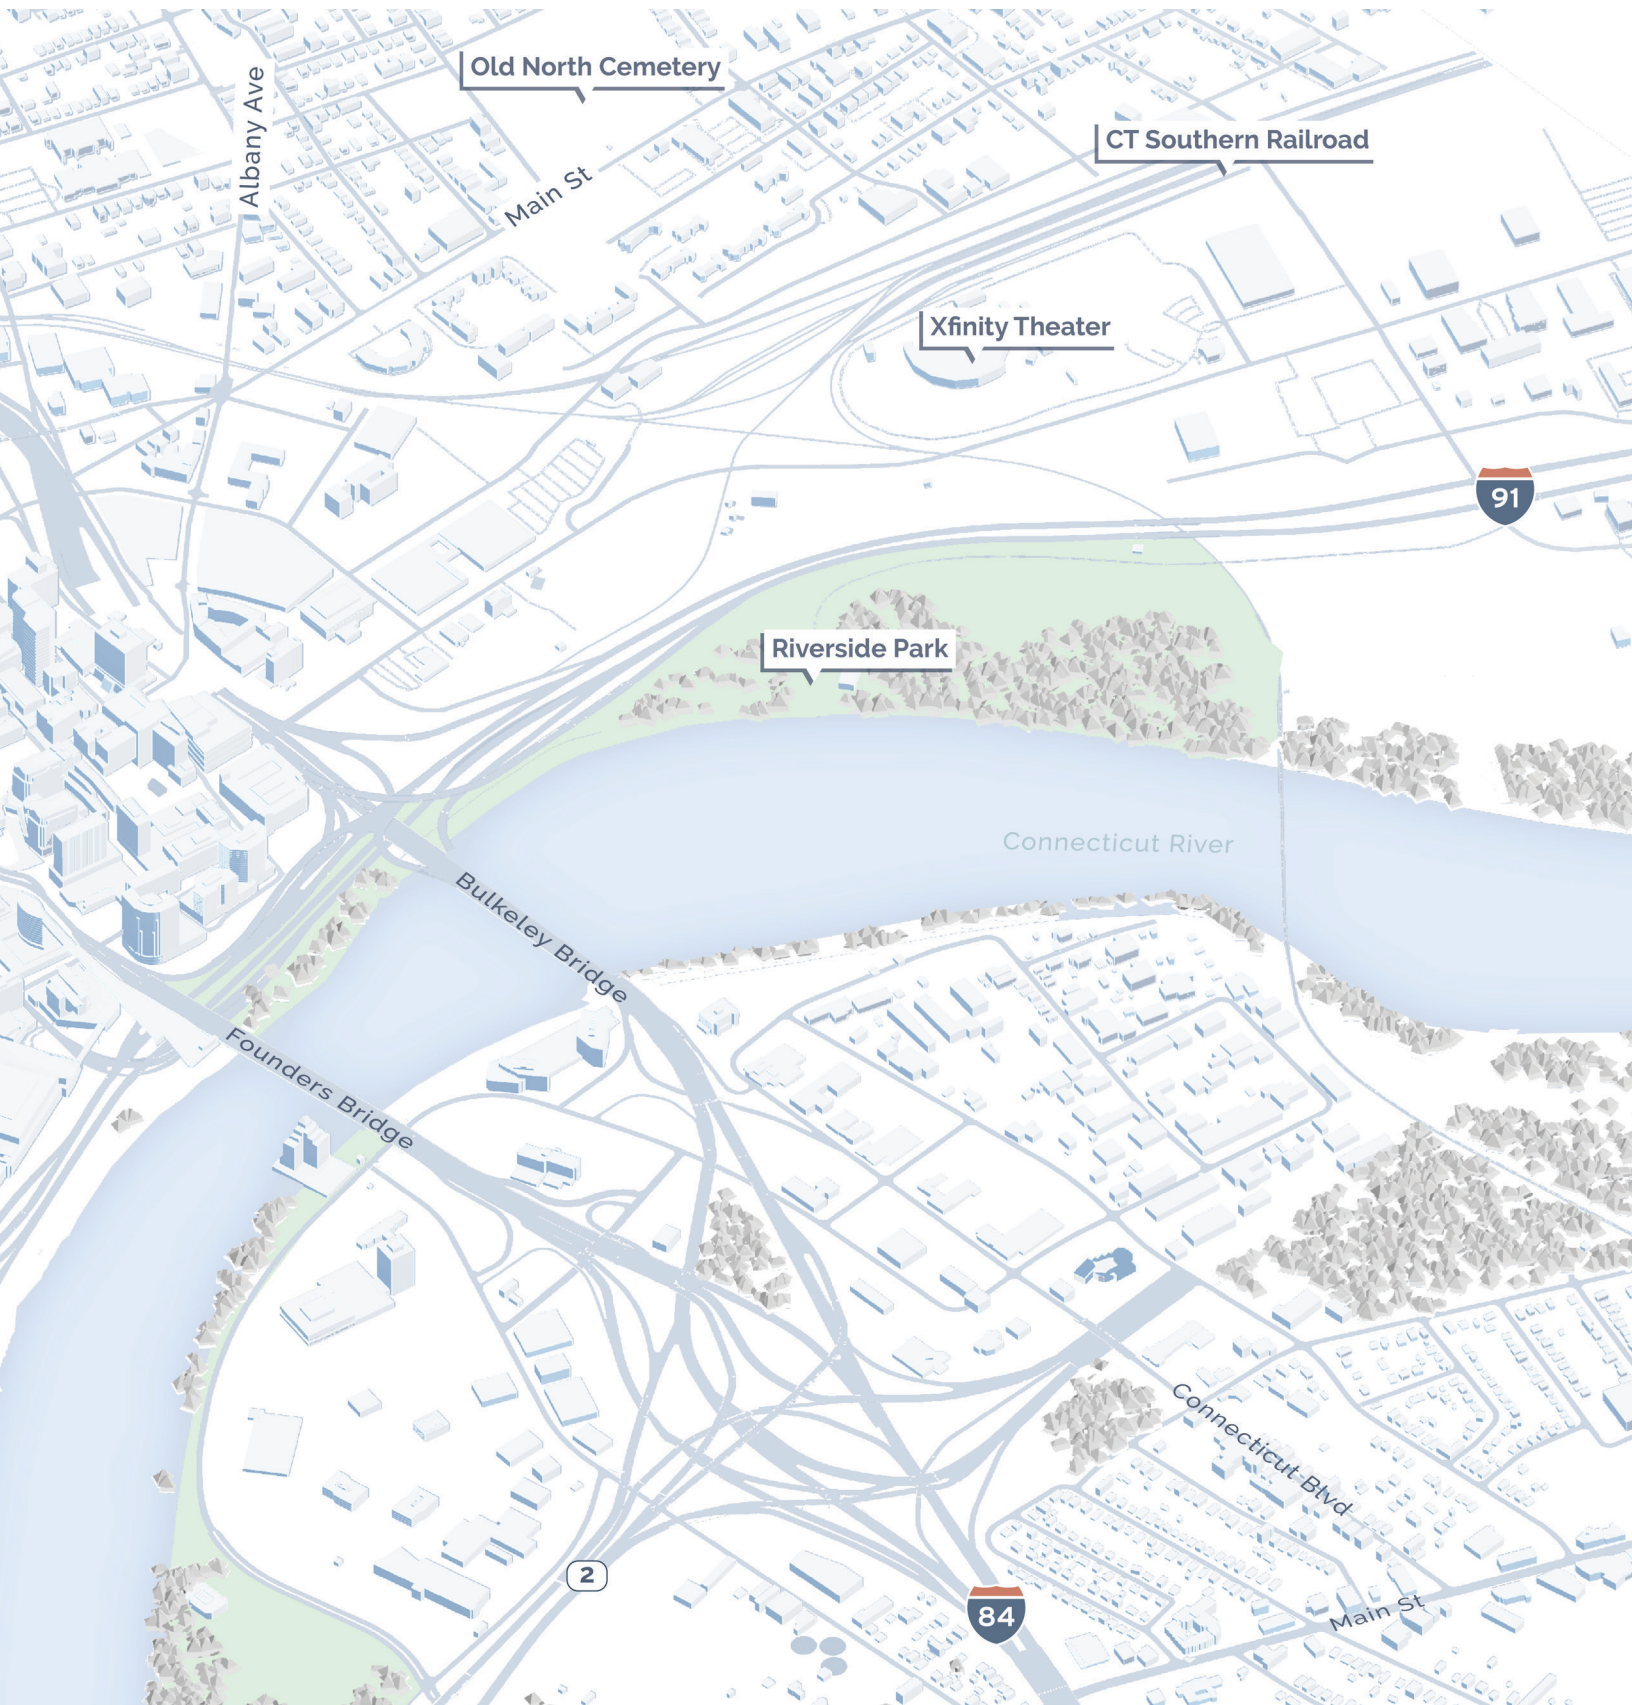 Old North Cemetery
Albany Ave
CT Southern Railroad
Main St
Xfinity Theater
91
Riverside Park
Connecticut River
Bulkeley Bridge
Founders Bridge
Connecticut Blvd
2
84
Main St